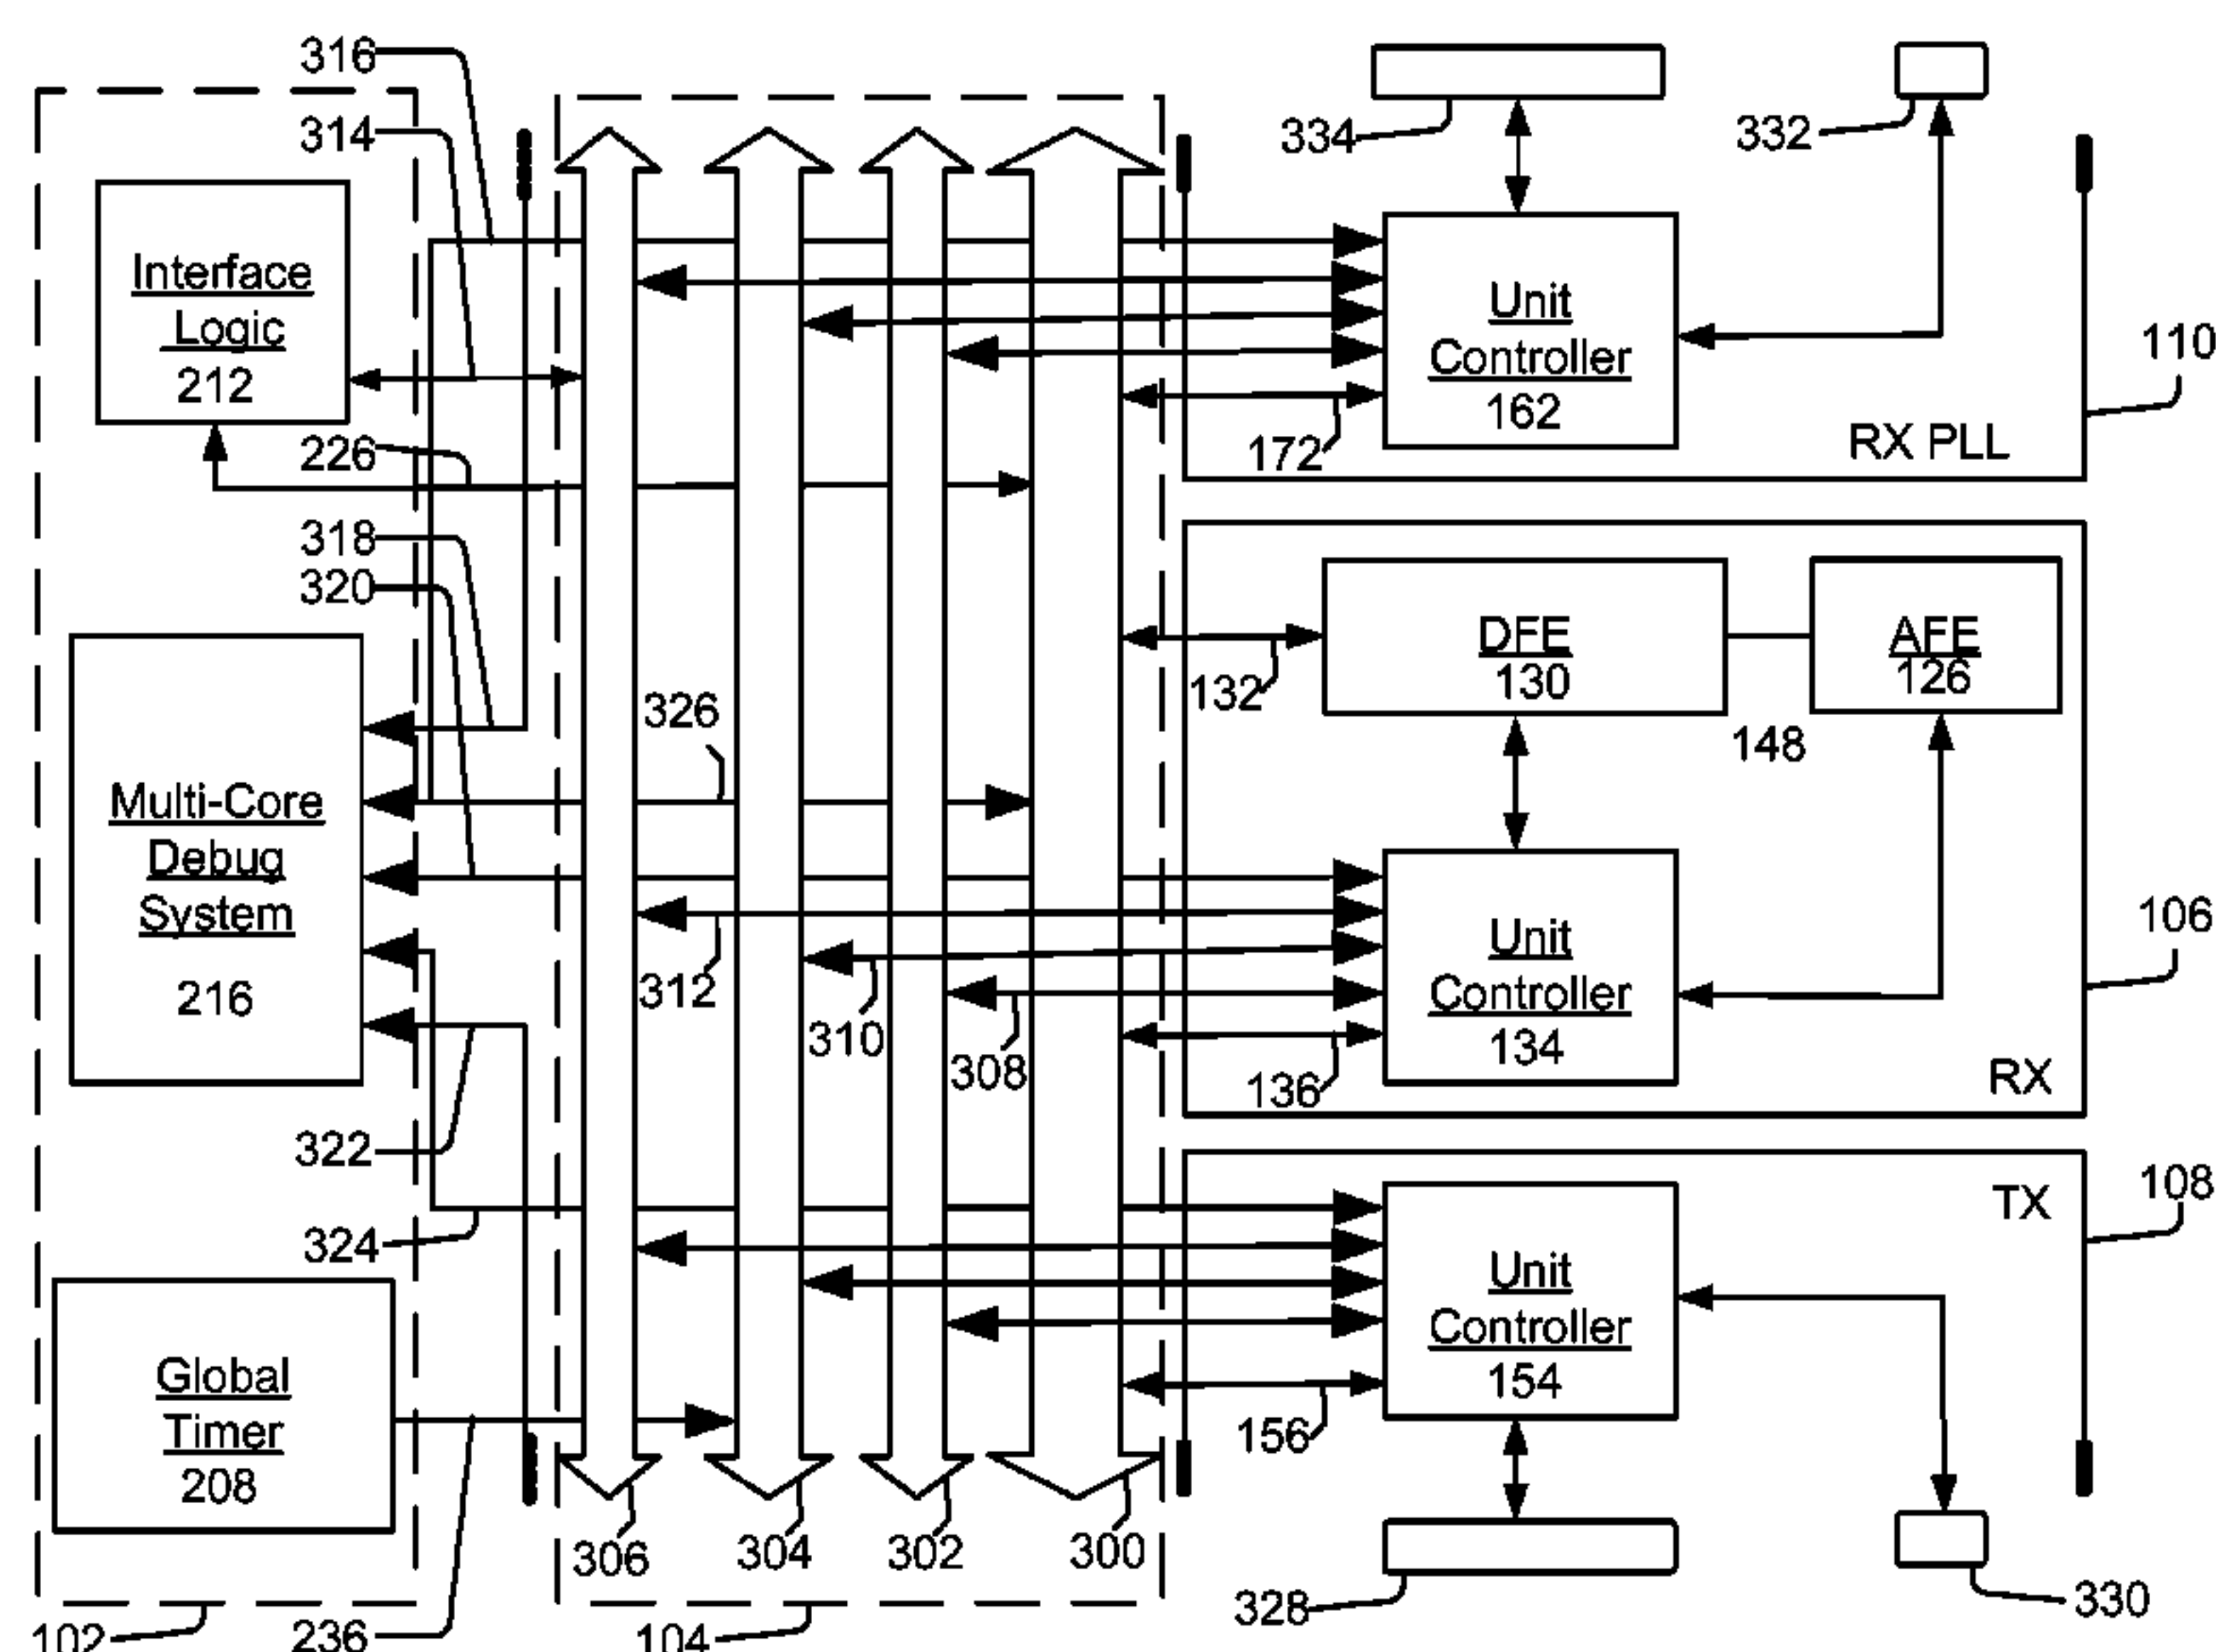 316
314
334
332
Interface
Logic
212
Unit
Controller
162
110
172
RX PLL
226
318
320
DFE
130
AFE
126
132
148
326
Multi-Core
Debug
System
216
Unit
Controller
134
106
312
310
308
136
RX
322
324
TX
108
Unit
Controller
154
Global
Timer
208
156
306
304
302
300
328
330
102
236
104